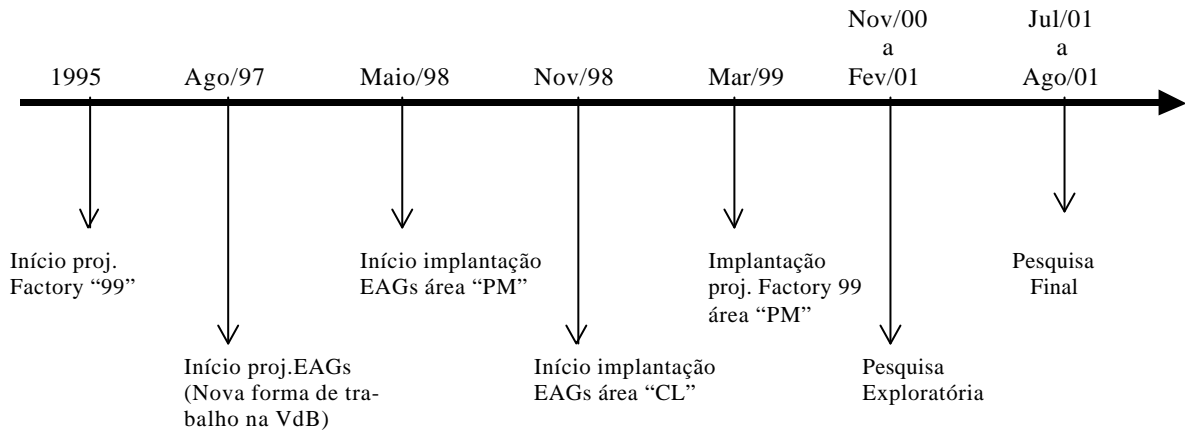 Nov/00
a
Fev/01
Jul/01
a
Ago/01
1995
Ago/97
Maio/98
Nov/98
Mar/99
Início proj.
Factory “99”
Início implantação
EAGs área “PM”
Implantação
proj. Factory 99
área “PM”
Pesquisa
Final
Início proj.EAGs
(Nova forma de tra-
balho na VdB)
Início implantação
EAGs área “CL”
Pesquisa
Exploratória